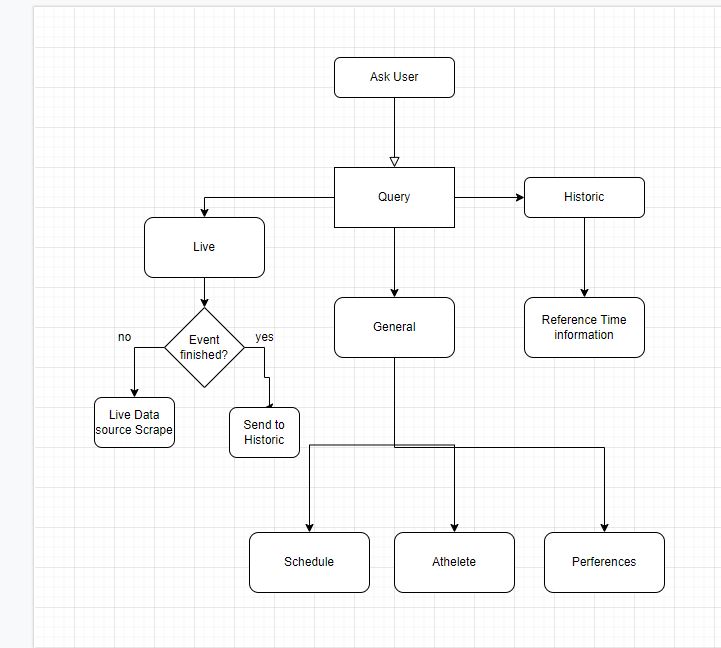 Ask User
Query
Historic
Live
General
Reference Time
information
no
Event
finished?
yes
Live Data
source Scrape
Send to
Historic
Schedule
Athelete
Perferences